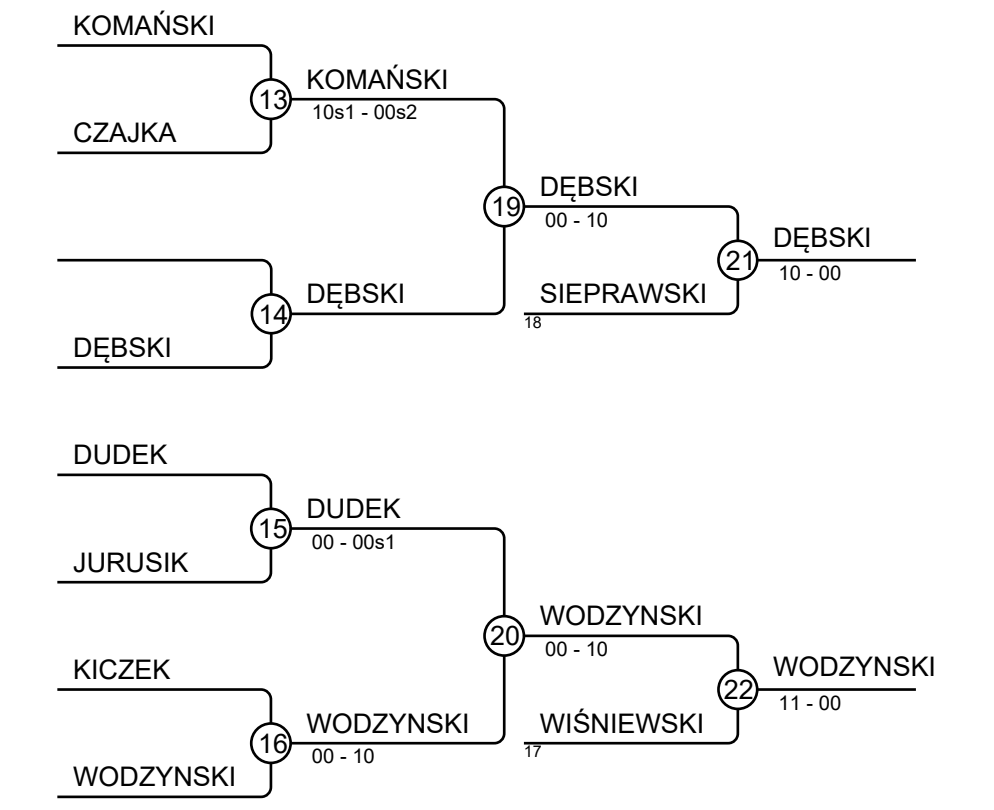 KOMAŃSKI
13
KOMAŃSKI
10s1 - 00s2
CZAJKA
19
DĘBSKI
00 - 10
21
DĘBSKI
10 - 00
14
DĘBSKI
SIEPRAWSKI
18
DĘBSKI
DUDEK
15
DUDEK
00 - 00s1
JURUSIK
20
WODZYNSKI
00 - 10
22
WODZYNSKI
11 - 00
KICZEK
16
WODZYNSKI
00 - 10
WIŚNIEWSKI
17
WODZYNSKI